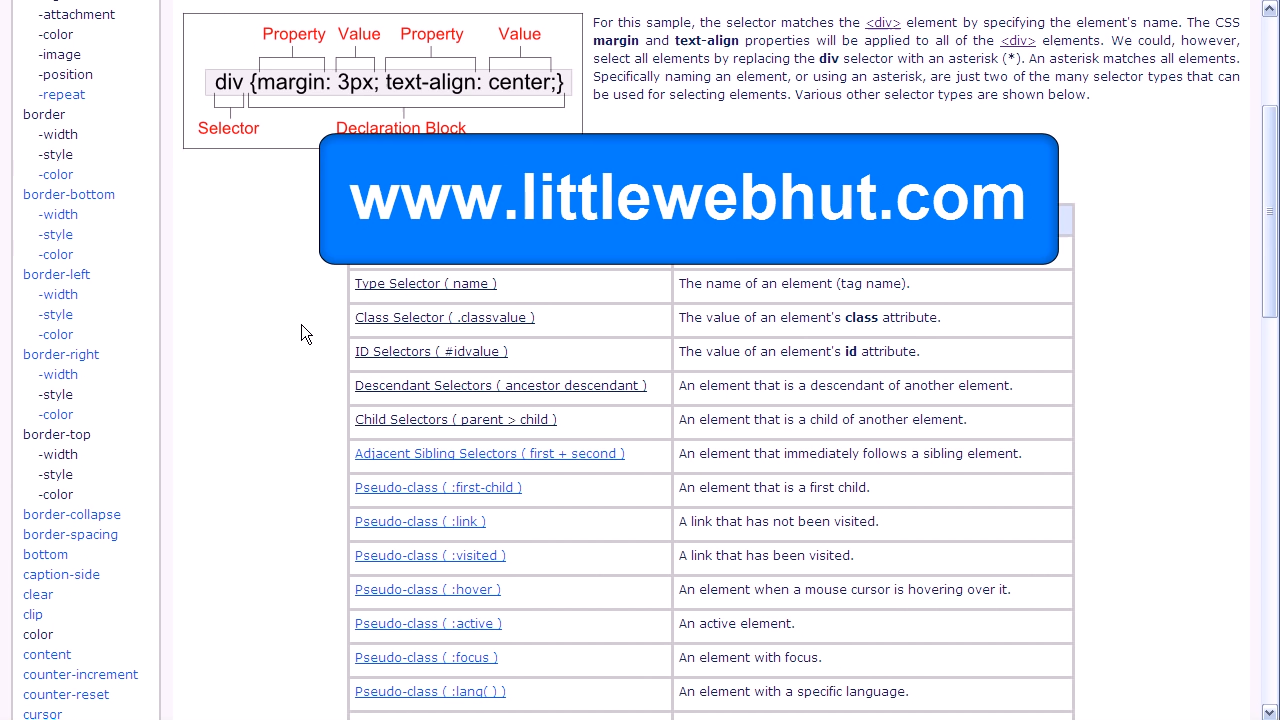 -attachment
-color
-image
-position
-repeat
border
-width
-style
-color
border-bottom
-width
-style
-color
border-left
-width
-style
-color
border-right
-width
-style
-color
border-top
-width
-style
-color
border-collapse
border-spacing
bottom
caption-side
clear
clip
color
content
counter-increment
counter-reset
cursor
Property Value Property Value
div {margin: 3px; text-align: center;}
Selector Declaration Block
For this sample, the selector matches the <div> element by specifying the element's name. The CSS
margin and text-align properties will be applied to all of the <div> elements. We could, however,
select all elements by replacing the div selector with an asterisk (*). An asterisk matches all elements.
Specifically naming an element, or using an asterisk, are just two of the many selector types that can
be used for selecting elements. Various other selector types are shown below.
www.littlewebhut.com
Type Selector ( name ) The name of an element (tag name).
Class Selector ( .classvalue ) The value of an element's class attribute.
ID Selectors ( #idvalue ) The value of an element's id attribute.
Descendant Selectors ( ancestor descendant ) An element that is a descendant of another element.
Child Selectors ( parent > child ) An element that is a child of another element.
Adjacent Sibling Selectors ( first + second ) An element that immediately follows a sibling element.
Pseudo-class ( :first-child ) An element that is a first child.
Pseudo-class ( :link ) A link that has not been visited.
Pseudo-class ( :visited ) A link that has been visited.
Pseudo-class ( :hover ) An element when a mouse cursor is hovering over it.
Pseudo-class ( :active ) An active element.
Pseudo-class ( :focus ) An element with focus.
Pseudo-class ( :lang( ) ) An element with a specific language.